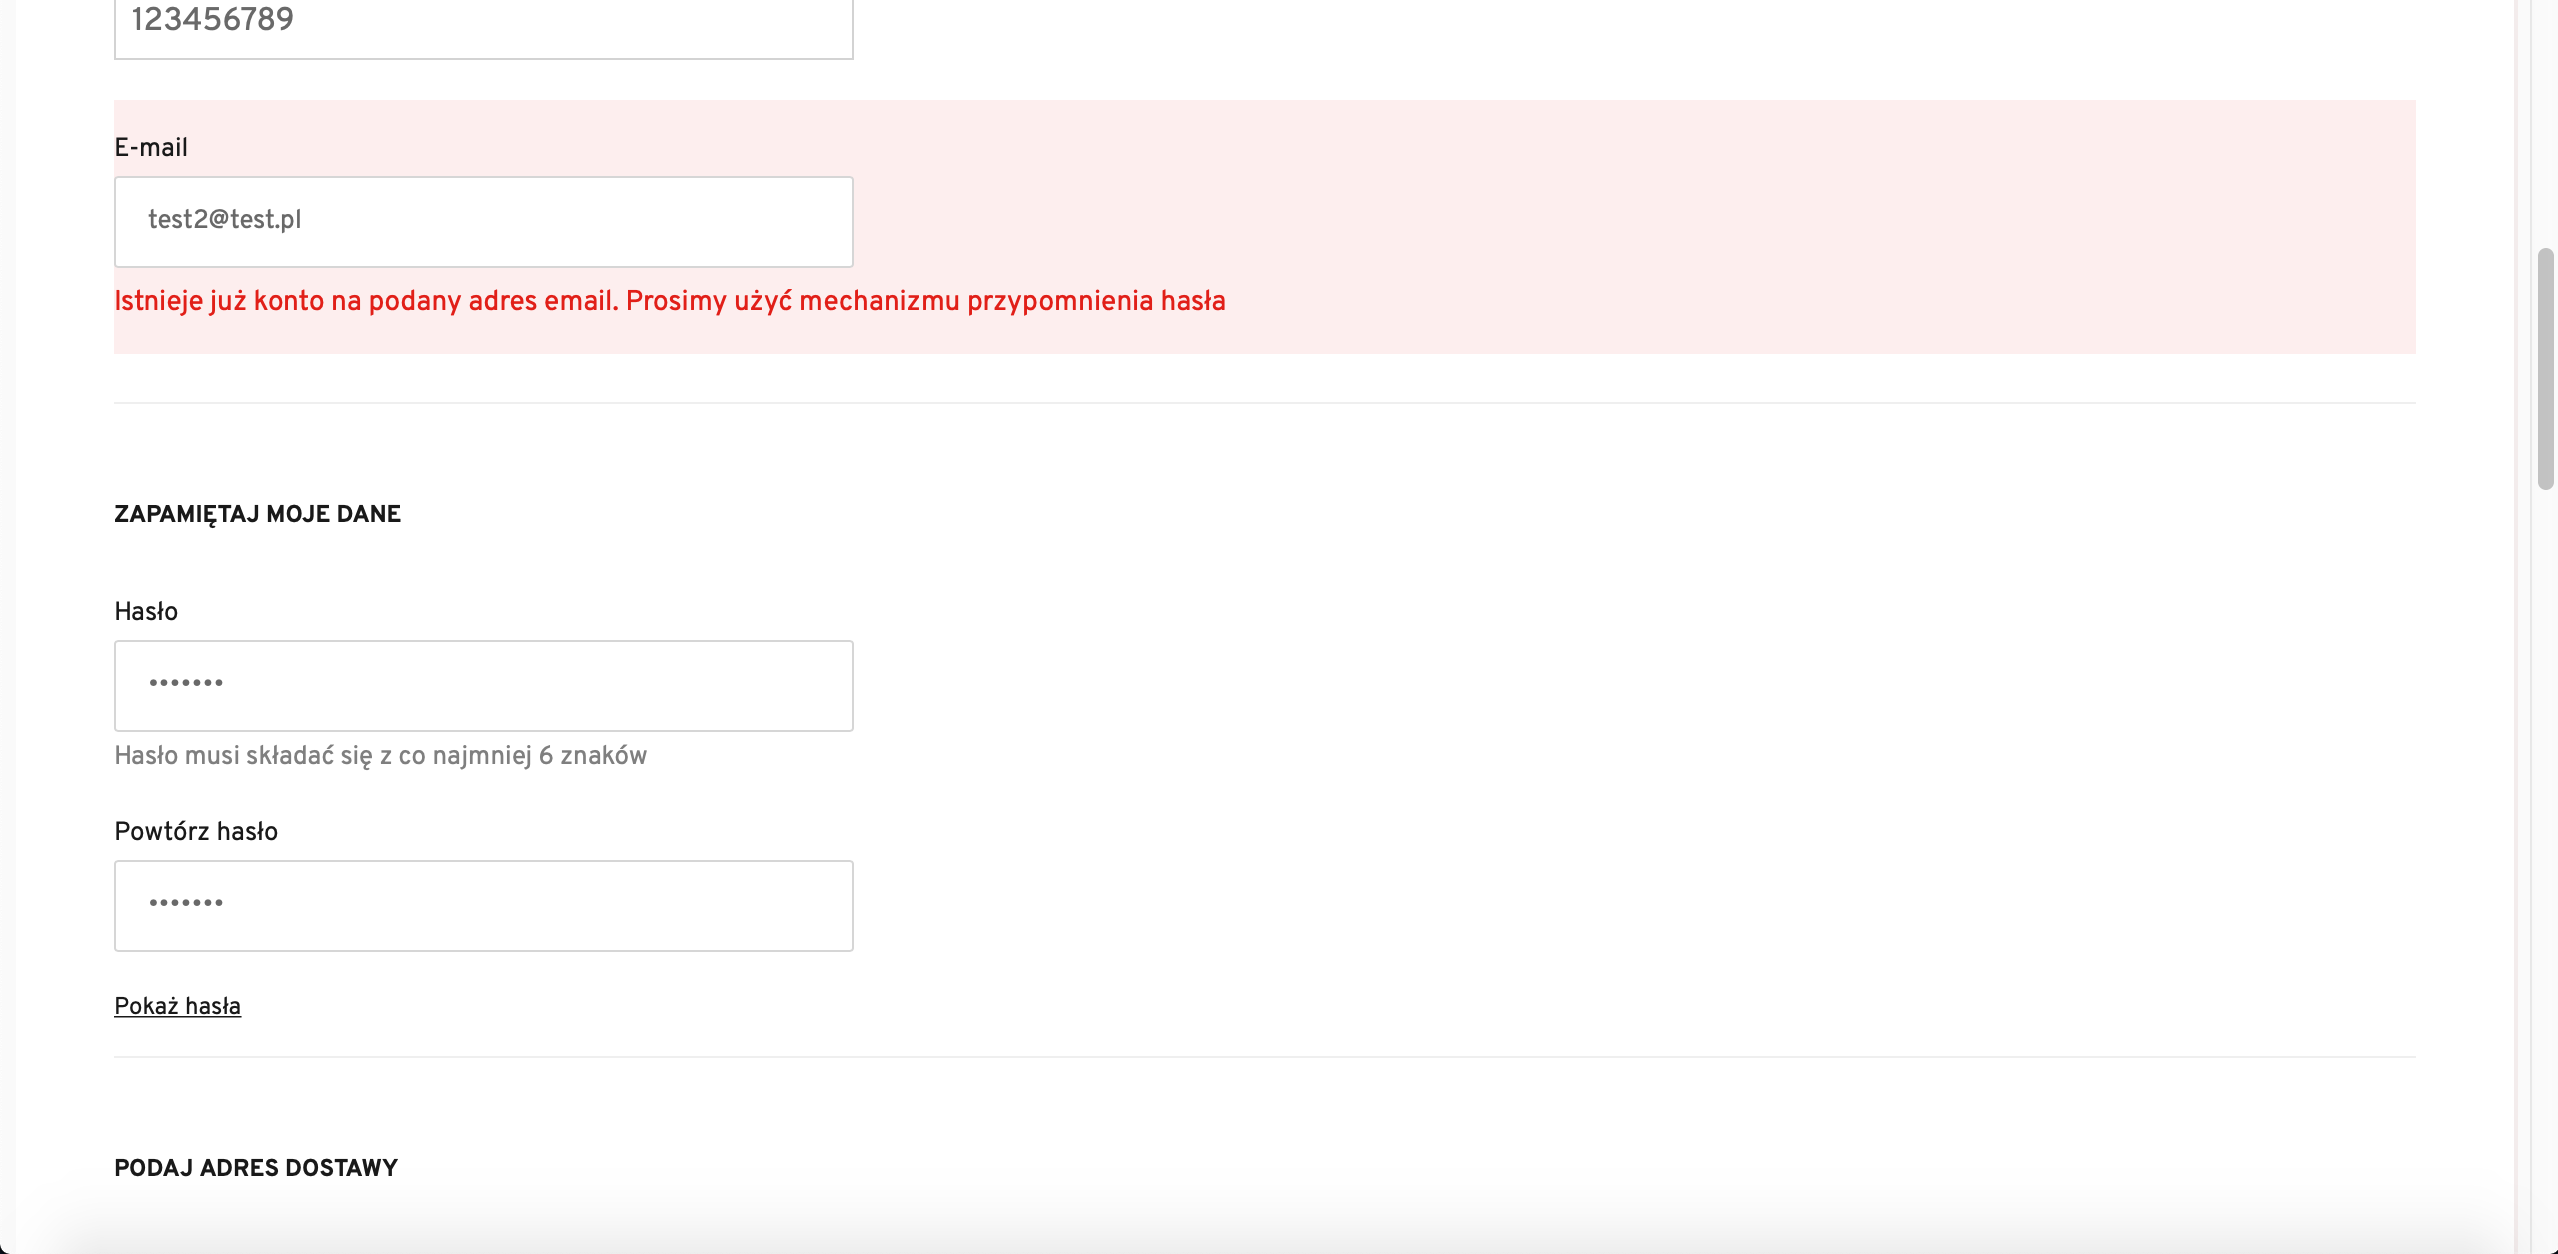 123456789
E-mail
test2@test.pl
Istnieje już konto na podany adres email. Prosimy użyć mechanizmu przypomnienia hasła
ZAPAMIĘTAJ MOJE DANE
Hasło
•••••••
Hasło musi składać się z co najmniej 6 znaków
Powtórz hasło
•••••••
Pokaż hasła
PODAJ ADRES DOSTAWY